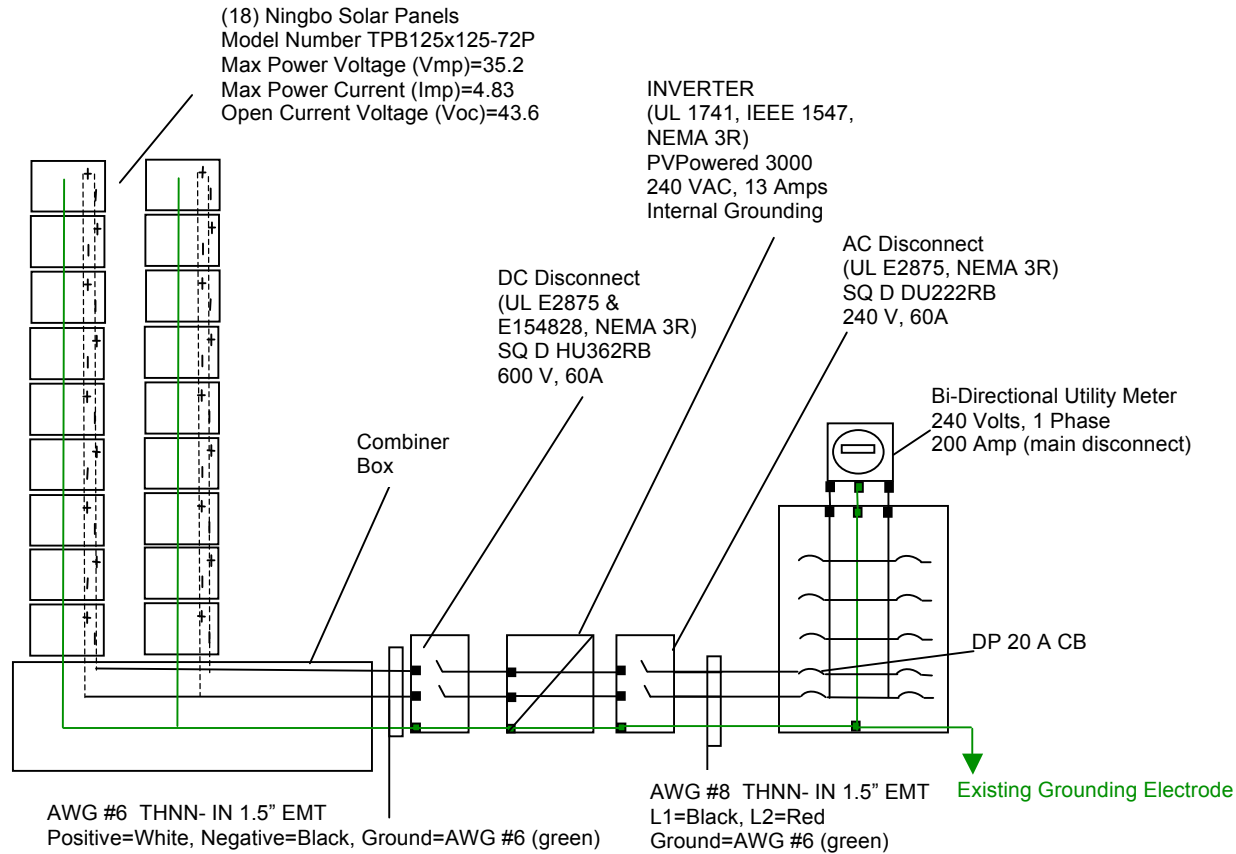 (18) Ningbo Solar Panels
Model Number TPB125x125-72P
Max Power Voltage (Vmp)=35.2
Max Power Current (Imp)=4.83
Open Current Voltage (Voc)=43.6
INVERTER
(UL 1741, IEEE 1547,
NEMA 3R)
PVPowered 3000
240 VAC, 13 Amps
Internal Grounding
AC Disconnect
(UL E2875, NEMA 3R)
SQ D DU222RB
240 V, 60A
DC Disconnect
(UL E2875 &
E154828, NEMA 3R)
SQ D HU362RB
600 V, 60A
Bi-Directional Utility Meter
240 Volts, 1 Phase
200 Amp (main disconnect)
Combiner
Box
DP 20 A CB
AWG #6  THNN- IN 1.5” EMT
Positive=White, Negative=Black, Ground=AWG #6 (green)
AWG #8  THNN- IN 1.5” EMT
L1=Black, L2=Red
Ground=AWG #6 (green)
Existing Grounding Electrode